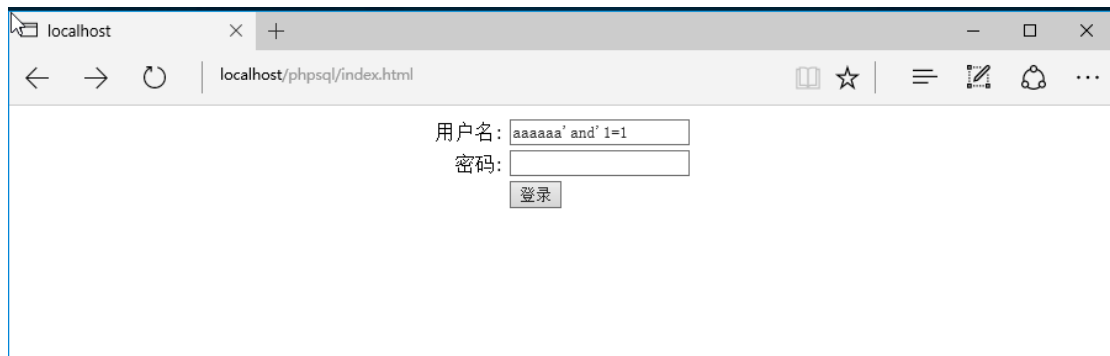 localhost
localhost/phpsql/index.html
用户名: aaaaaa'and'1=1
密码:
登录